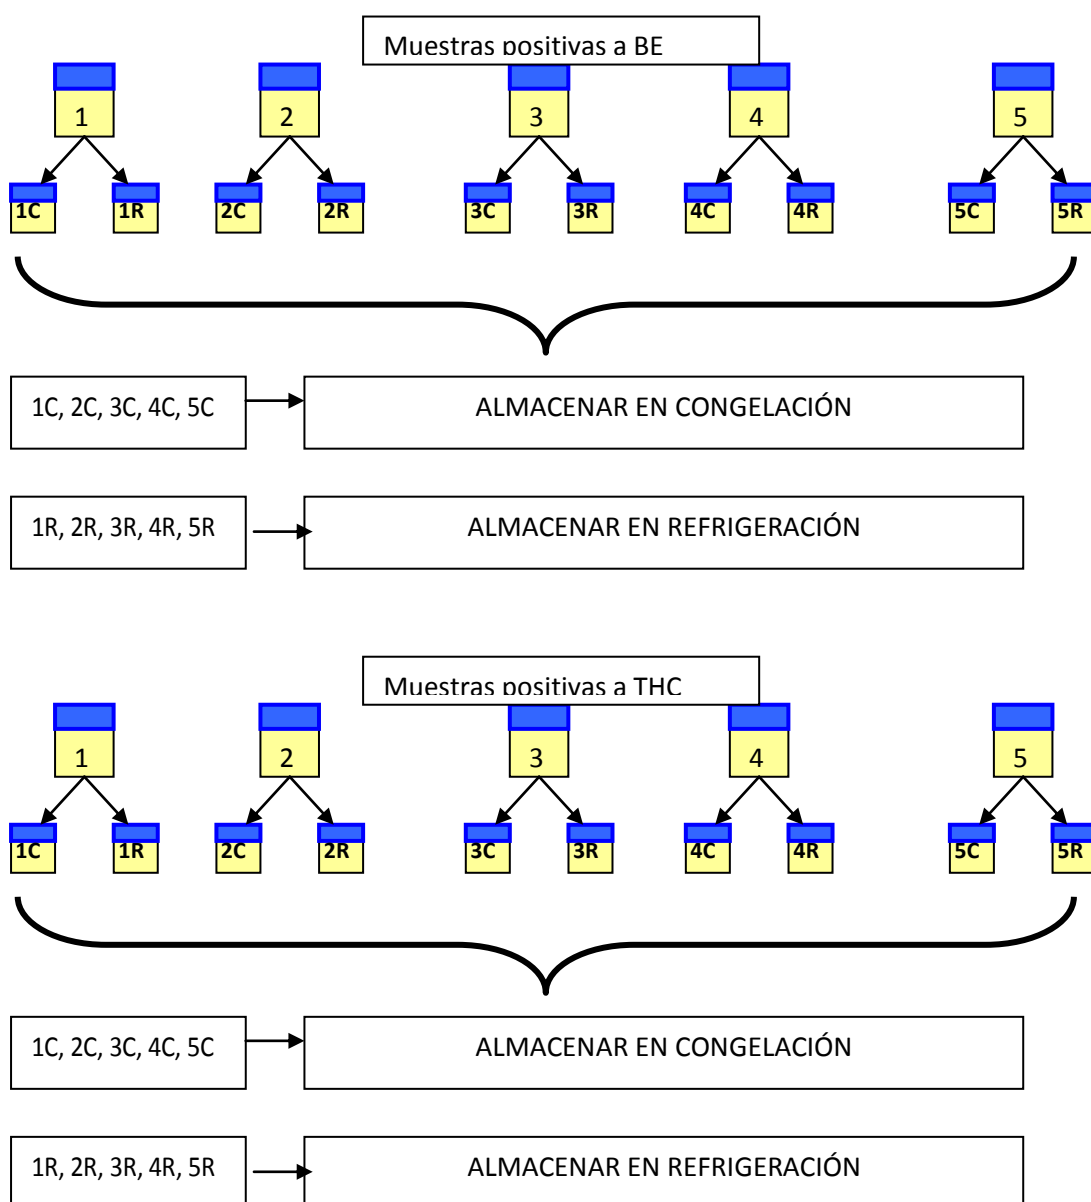 Muestras positivas a BE
1 2 3 4 5
1C 1R 2C 2R 3C 3R 4C 4R 5C 5R
1C, 2C, 3C, 4C, 5C
ALMACENAR EN CONGELACIÓN
1R, 2R, 3R, 4R, 5R
ALMACENAR EN REFRIGERACIÓN
Muestras positivas a THC
1 2 3 4 5
1C 1R 2C 2R 3C 3R 4C 4R 5C 5R
1C, 2C, 3C, 4C, 5C
ALMACENAR EN CONGELACIÓN
1R, 2R, 3R, 4R, 5R
ALMACENAR EN REFRIGERACIÓN